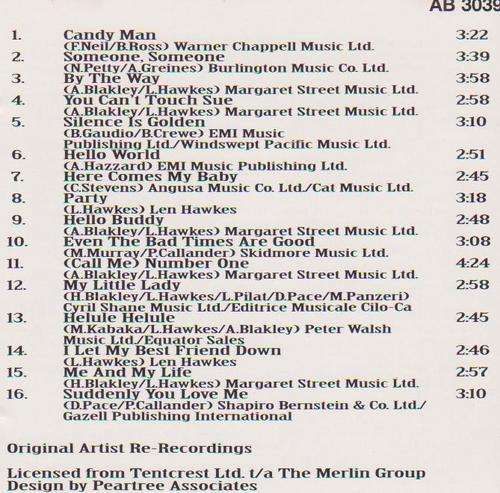 AB 3039
1. Candy Man 3:22
(F.Neil/B.Ross) Warner Chappell Music Ltd.
2. Someone, Someone 3:39
(N.Petty/A.Greines) Burlington Music Co. Ltd.
3. By The Way 3:58
(A.Blakley/L.Hawkes) Margaret Street Music Ltd.
4. You Can't Touch Sue 2:58
(A.Blakley/L.Hawkes) Margaret Street Music Ltd.
5. Silence Is Golden 3:10
(B.Gaudio/B.Crewe) EMI Music
Publishing Ltd./Windswept Pacific Music Ltd.
6. Hello World 2:51
(A.Hazzard) EMI Music Publishing Ltd.
7. Here Comes My Baby 2:45
(C.Stevens) Angusa Music Co. Ltd./Cat Music Ltd.
8. Party 3:18
(L.Hawkes) Len Hawkes
9. Hello Buddy 2:48
(A.Blakley/L.Hawkes) Margaret Street Music Ltd.
10. Even The Bad Times Are Good 3:08
(M.Murray/P.Callander) Skidmore Music Ltd.
11. (Call Me) Number One 4:24
(A.Blakley/L.Hawkes) Margaret Street Music Ltd.
12. My Little Lady 2:58
(H.Blakley/L.Hawkes/L.Pilat/D.Pace/M.Panzeri)
Cyril Shane Music Ltd./Editrice Musicale Cilo-Ca
13. Helule Helule 2:45
(M.Kabaka/L.Hawkes/A.Blakley) Peter Walsh
Music Ltd./Equator Sales
14. I Let My Best Friend Down 2:46
(L.Hawkes) Len Hawkes
15. Me And My Life 2:57
(H.Blakley/L.Hawkes) Margaret Street Music Ltd.
16. Suddenly You Love Me 3:10
(D.Pace/P.Callander) Shapiro Bernstein & Co. Ltd./
Gazell Publishing International
Original Artist Re-Recordings
Licensed from Tentcrest Ltd. t/a The Merlin Group
Design by Peartree Associates